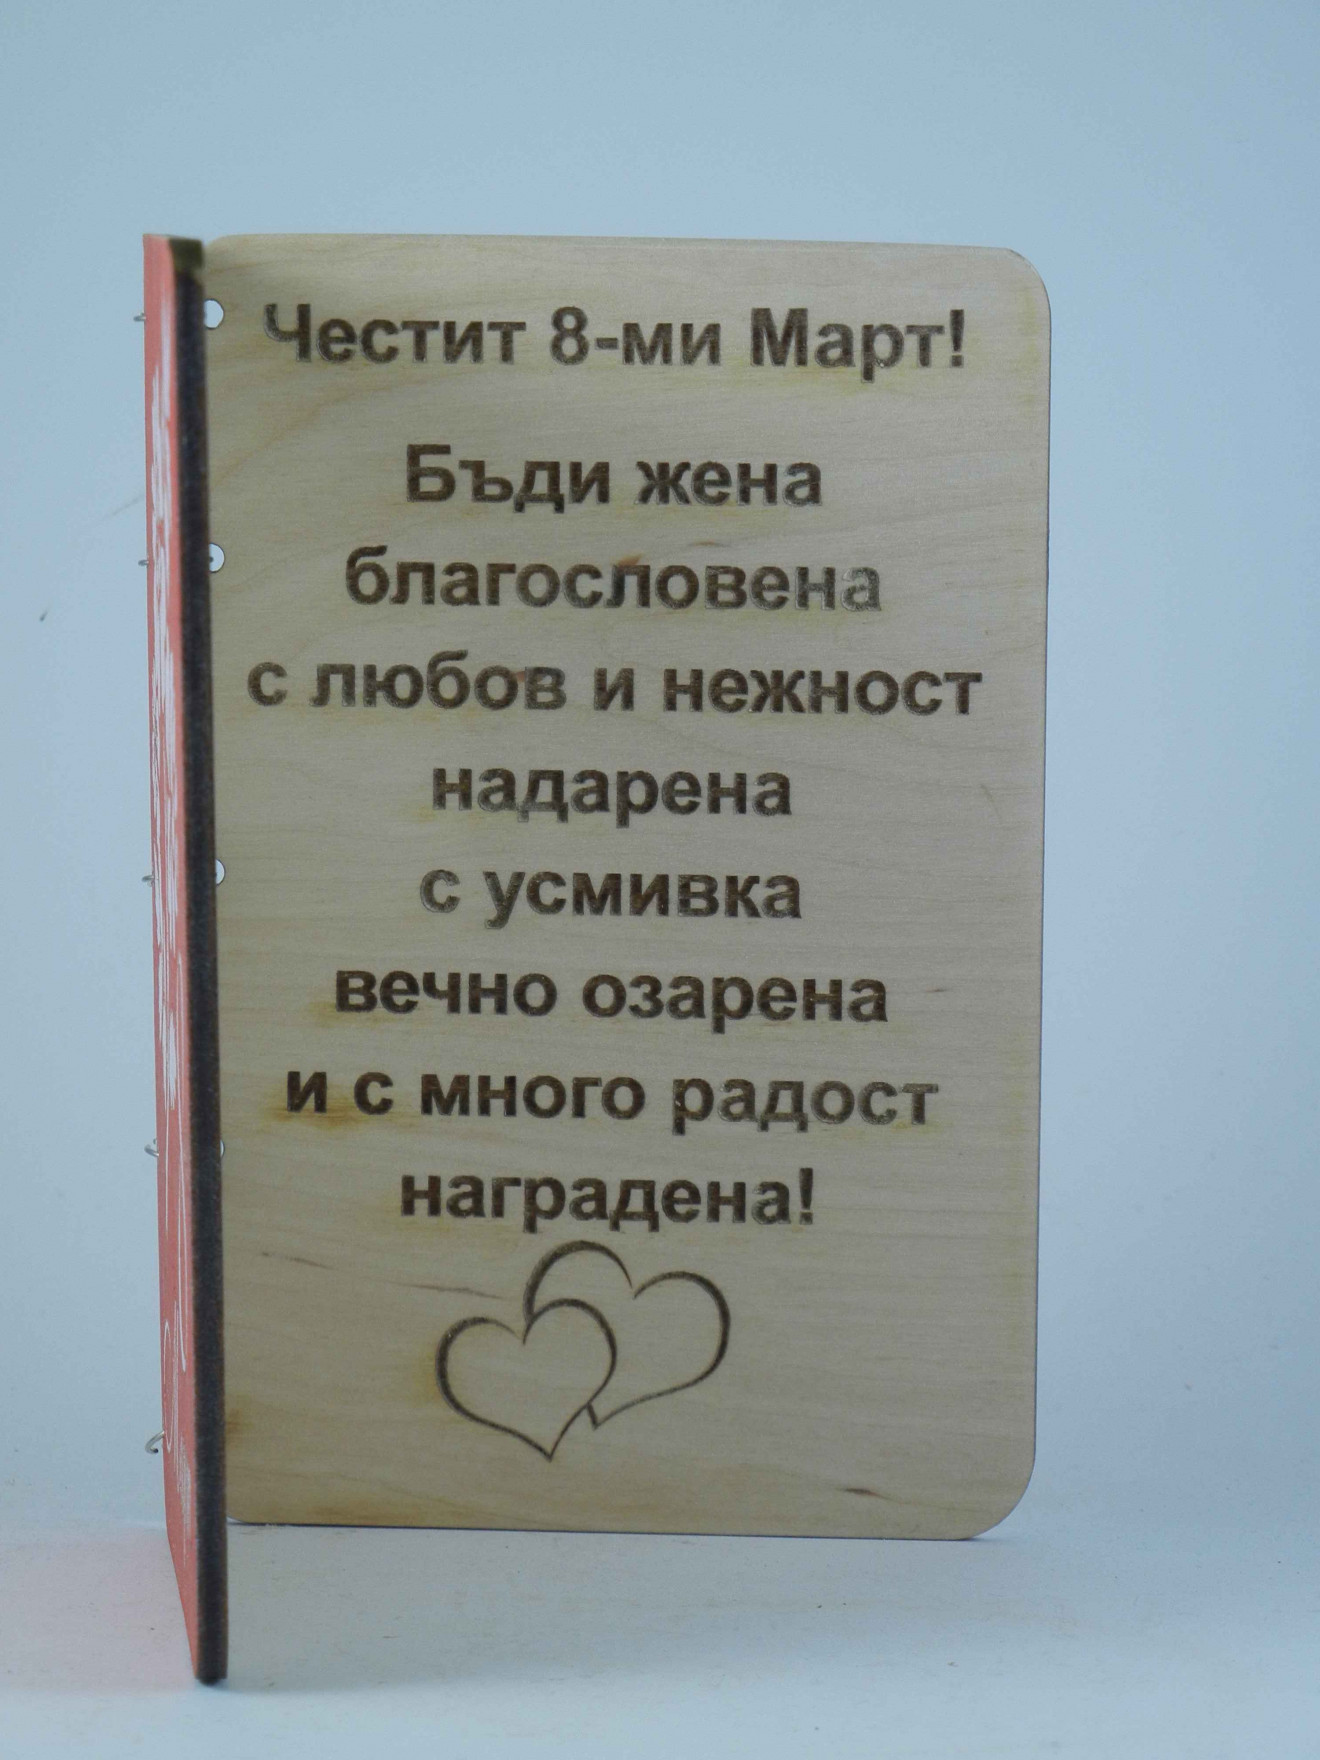 Честит 8-ми Март!
Бъди жена
благословена
с любов и нежност
надарена
с усмивка
вечно озарена
и с много радост
наградена!